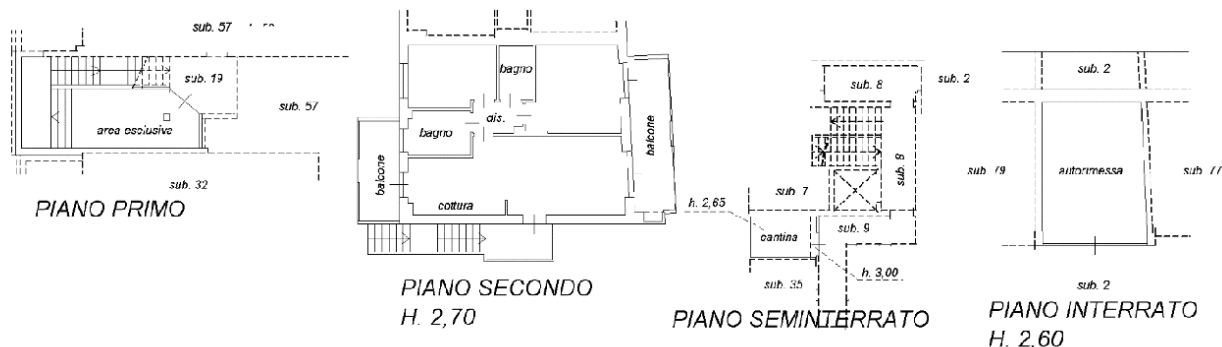 sub. 57
sub. 19
sub. 57
area esclusiva
sub. 32
PIANO PRIMO
bagno
dis.
bagno
balcone
balcone
cottura
PIANO SECONDO
H. 2,70
sub. 8
sub. 2
sub. 8
sub. 7
h. 2,65
cantina
sub. 9
h. 3,00
sub. 35
PIANO SEMINTERRATO
sub. 2
sub. 79
autorimessa
sub. 77
sub. 2
PIANO INTERRATO
H. 2,60